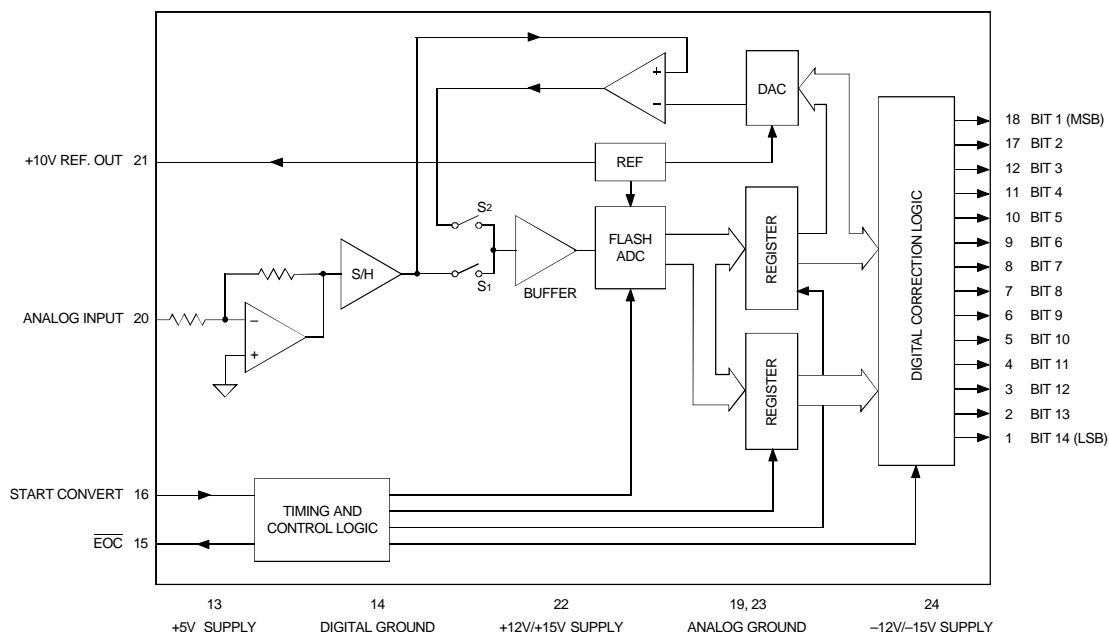 +
−
DAC
18 BIT 1 (MSB)
17 BIT 2
12 BIT 3
11 BIT 4
10 BIT 5
9 BIT 6
8 BIT 7
7 BIT 8
6 BIT 9
5 BIT 10
4 BIT 11
3 BIT 12
2 BIT 13
1 BIT 14 (LSB)
+10V REF. OUT 21
REF
S2
S1
FLASH
ADC
BUFFER
S/H
REGISTER
REGISTER
DIGITAL CORRECTION LOGIC
ANALOG INPUT 20
−
+
START CONVERT 16
TIMING AND
CONTROL LOGIC
EOC 15
13
+5V SUPPLY
14
DIGITAL GROUND
22
+12V/+15V SUPPLY
19, 23
ANALOG GROUND
24
–12V/–15V SUPPLY